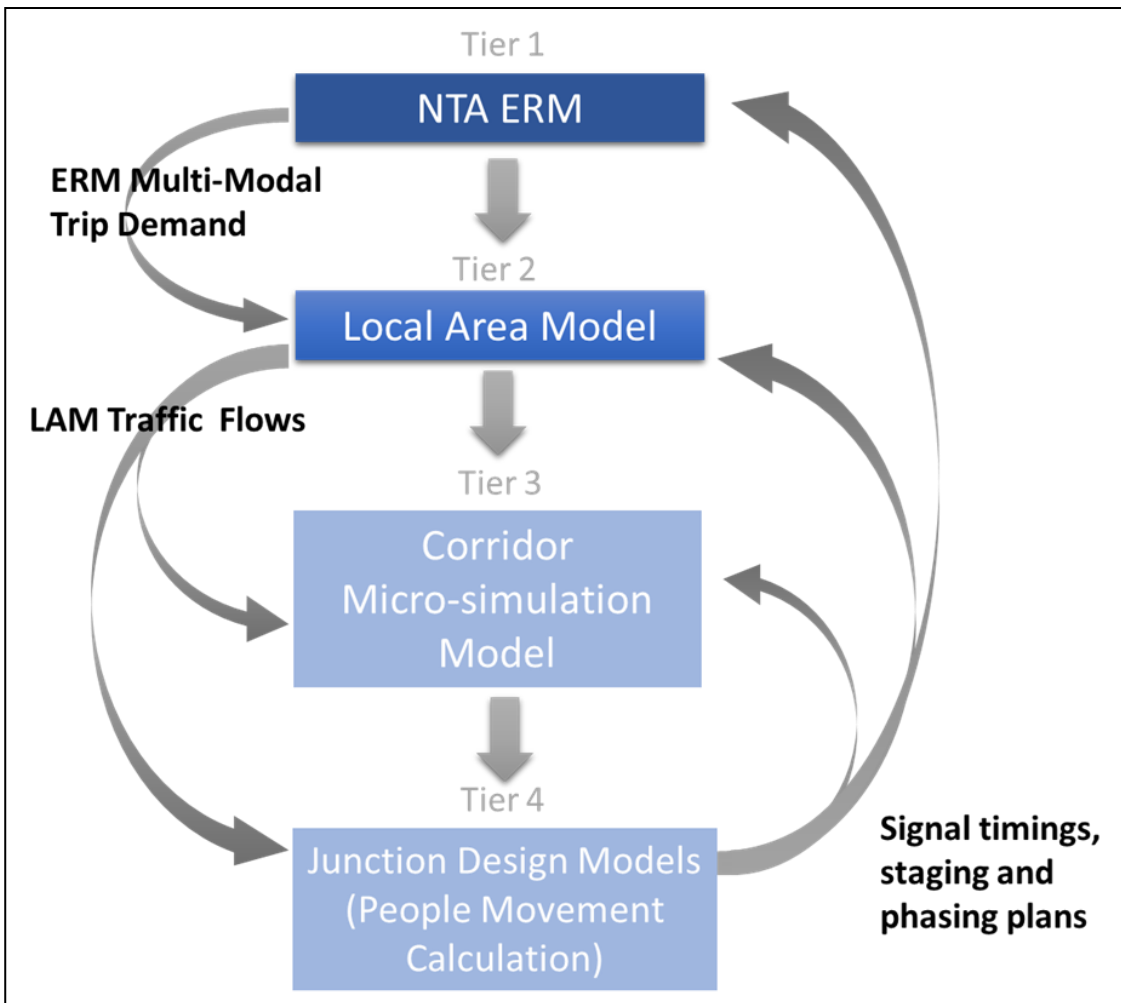 Tier 1
NTA ERM
ERM Multi-Modal
Trip Demand
Tier 2
Local Area Model
LAM Traffic  Flows
Tier 3
Corridor
Micro-simulation
Model
Tier 4
Junction Design Models
(People Movement
Calculation)
Signal timings,
staging and
phasing plans